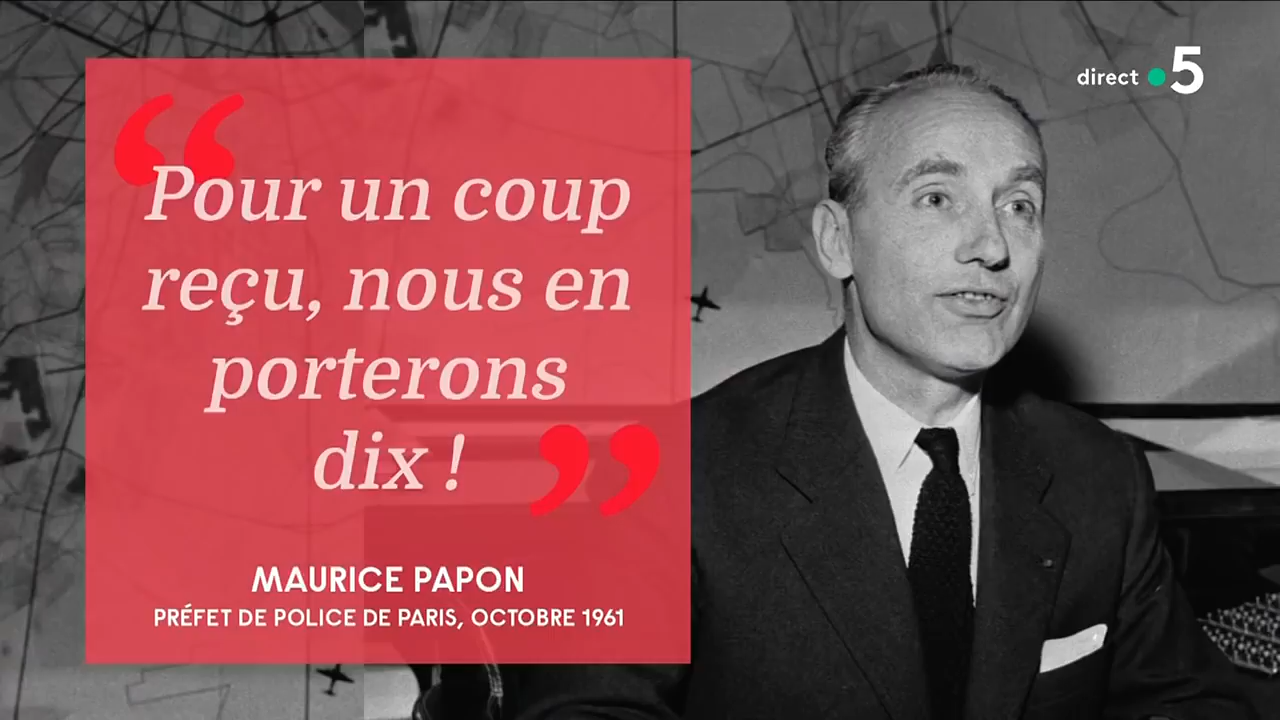 direct 5
“Pour un coup
reçu, nous en
porterons
dix ! ”
MAURICE PAPON
PRÉFET DE POLICE DE PARIS, OCTOBRE 1961